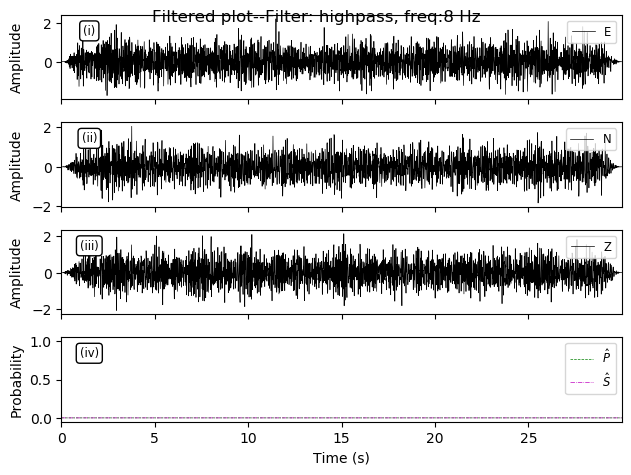 Filtered plot--Filter: highpass, freq:8 Hz
Amplitude
2
0
(i)
E
Amplitude
2
0
−2
(ii)
N
Amplitude
2
0
−2
(iii)
Z
Probability
1.0
0.5
0.0
(iv)
P̂
Ŝ
0 5 10 15 20 25
Time (s)